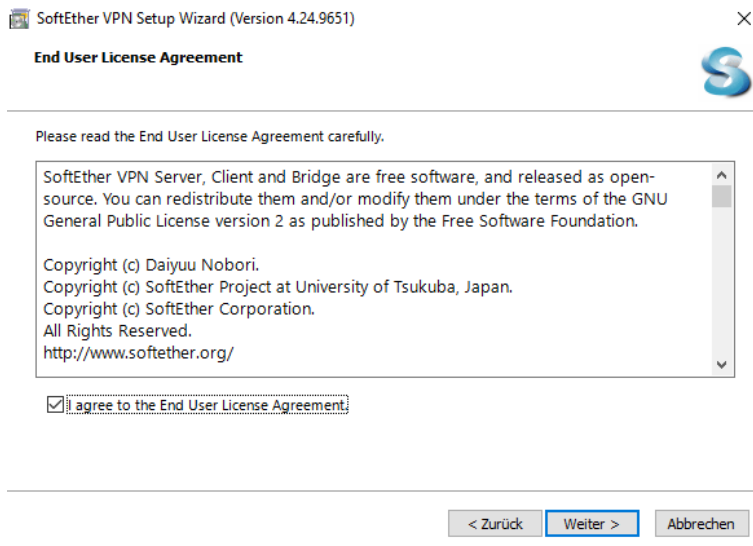 SoftEther VPN Setup Wizard (Version 4.24.9651)
End User License Agreement
Please read the End User License Agreement carefully.
SoftEther VPN Server, Client and Bridge are free software, and released as open-
source. You can redistribute them and/or modify them under the terms of the GNU
General Public License version 2 as published by the Free Software Foundation.
Copyright (c) Daiyuu Nobori.
Copyright (c) SoftEther Project at University of Tsukuba, Japan.
Copyright (c) SoftEther Corporation.
All Rights Reserved.
http://www.softether.org/
I agree to the End User License Agreement.
< Zurück Weiter > Abbrechen